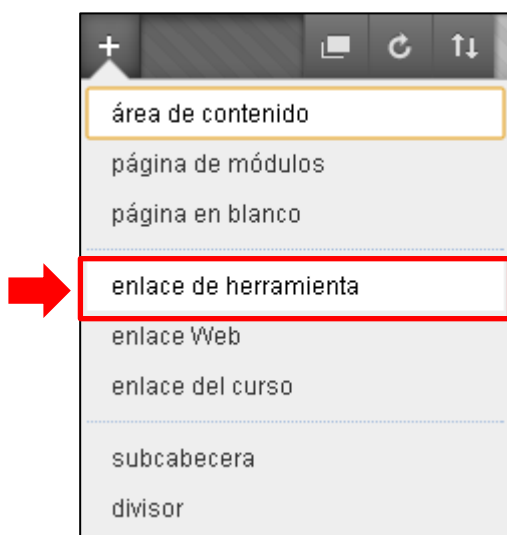 área de contenido
página de módulos
página en blanco
enlace de herramienta
enlace Web
enlace del curso
subcabecera
divisor